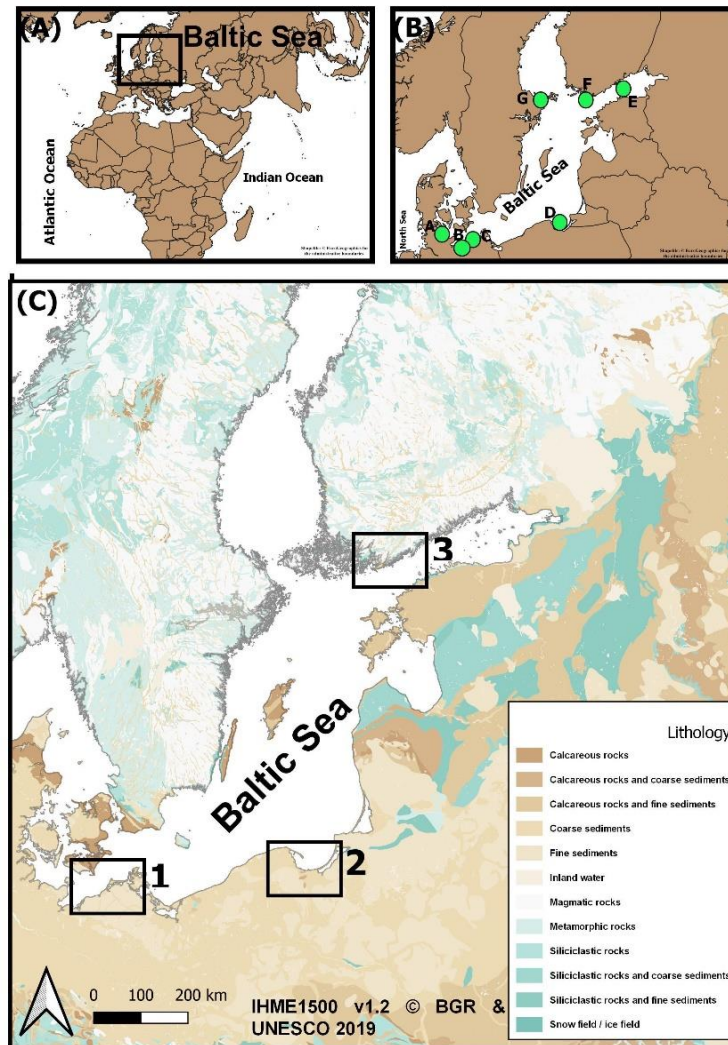 (A)
Baltic Sea
Atlantic Ocean
Indian Ocean
(B)
G
F
E
Baltic Sea
North Sea
A
B
C
D
(C)
3
Baltic Sea
1
2
Lithology
Calcareous rocks
Calcareous rocks and coarse sediments
Calcareous rocks and fine sediments
Coarse sediments
Fine sediments
Inland water
Magmatic rocks
Metamorphic rocks
Siliciclastic rocks
Siliciclastic rocks and coarse sediments
Siliciclastic rocks and fine sediments
Snow field / ice field
0 100 200 km
IHME1500 v1.2 © BGR &
UNESCO 2019